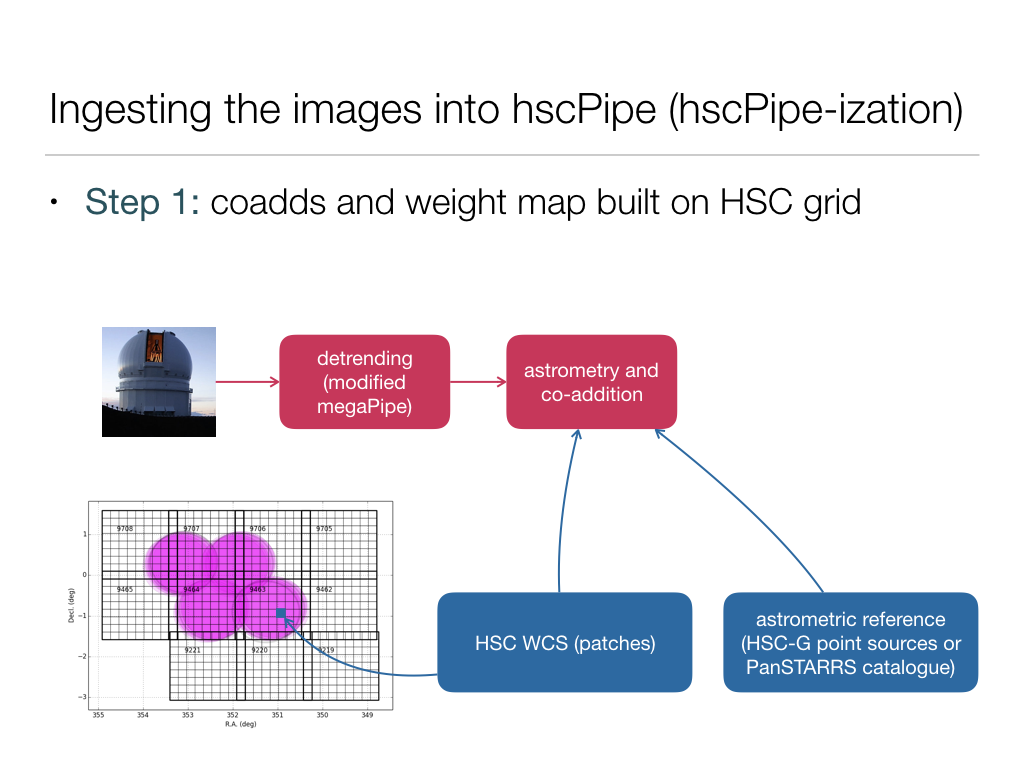 Ingesting the images into hscPipe (hscPipe-ization)
• Step 1: coadds and weight map built on HSC grid
detrending
(modified
megaPipe)
astrometry and
co-addition
9708 9707 9706 9705
9465 9464 9463 9462
9221 9220 9219
1
0
−1
−2
−3
Decl. (deg)
355 354 353 352 351 350 349
R.A. (deg)
HSC WCS (patches)
astrometric reference
(HSC-G point sources or
PanSTARRS catalogue)